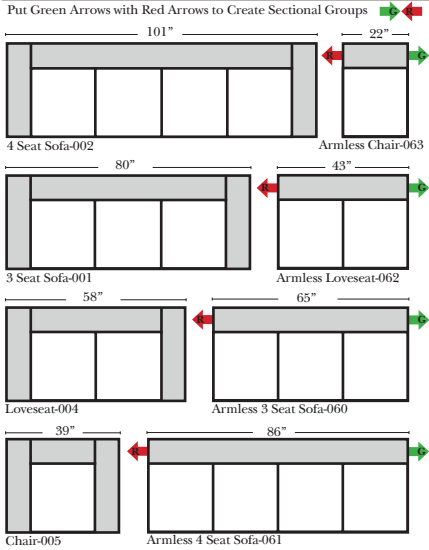 Put Green Arrows with Red Arrows to Create Sectional Groups G R
101” 22”
R G
4 Seat Sofa-002 Armless Chair-063
80” 43”
R G
3 Seat Sofa-001 Armless Loveseat-062
58” 65”
R G
Loveseat-004 Armless 3 Seat Sofa-060
39” 86”
R G
Chair-005 Armless 4 Seat Sofa-061